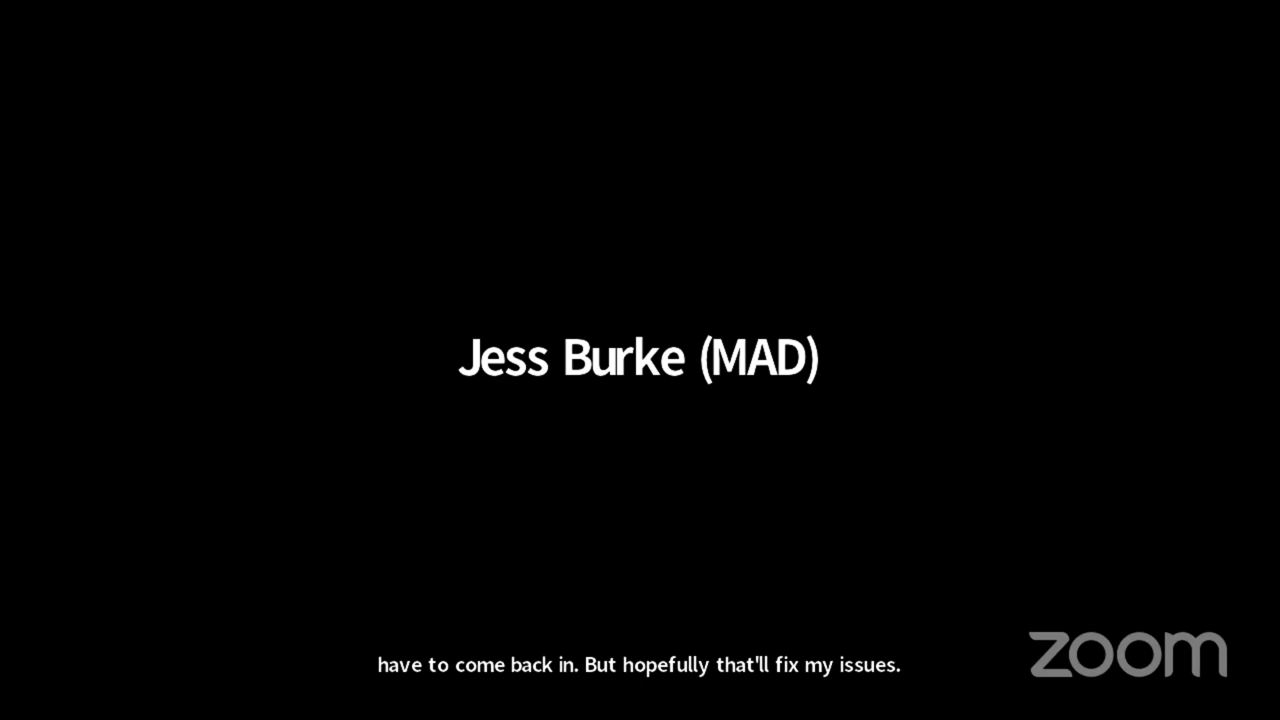 Jess Burke (MAD)
have to come back in. But hopefully that'll fix my issues.
zoom